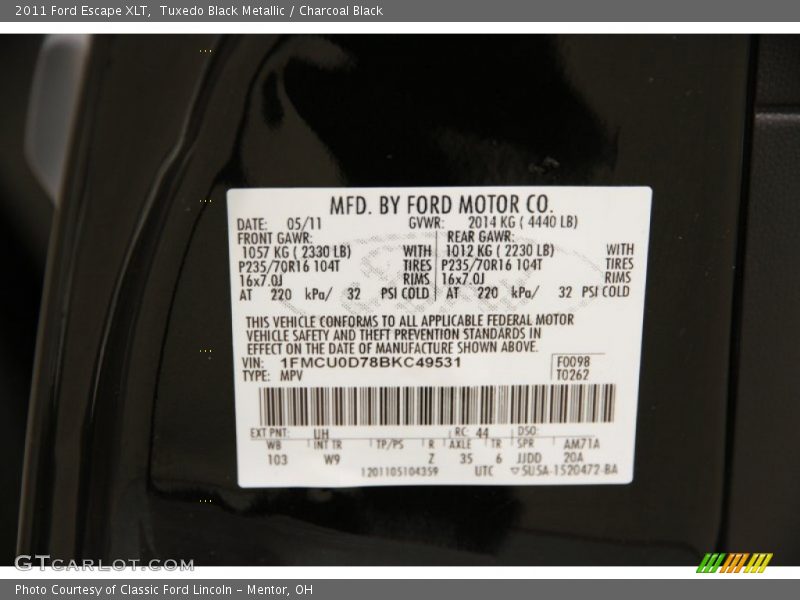 2011 Ford Escape XLT,  Tuxedo Black Metallic / Charcoal Black
MFD. BY FORD MOTOR CO.
DATE: 05/11 GVWR: 2014 KG ( 4440 LB)
FRONT GAWR: REAR GAWR:
1057 KG ( 2330 LB) WITH 1012 KG ( 2230 LB) WITH
P235/70R16 104T TIRES P235/70R16 104T TIRES
16x7.0J RIMS 16x7.0J RIMS
AT 220 kPa/ 32 PSI COLD AT 220 kPa/ 32 PSI COLD
THIS VEHICLE CONFORMS TO ALL APPLICABLE FEDERAL MOTOR
VEHICLE SAFETY AND THEFT PREVENTION STANDARDS IN
EFFECT ON THE DATE OF MANUFACTURE SHOWN ABOVE.
VIN: 1FMCU0D78BKC49531 F0098
TYPE: MPV T0262
EXT PNT: UH RC: 44 DSO:
WB INT TR TP/PS R AXLE TR SPR AM71A
103 W9 Z 35 6 JJDD 20A
1201105104359 UTC ▽SUSA-1520472-BA
GTCARLOT.COM
Photo Courtesy of Classic Ford Lincoln – Mentor, OH